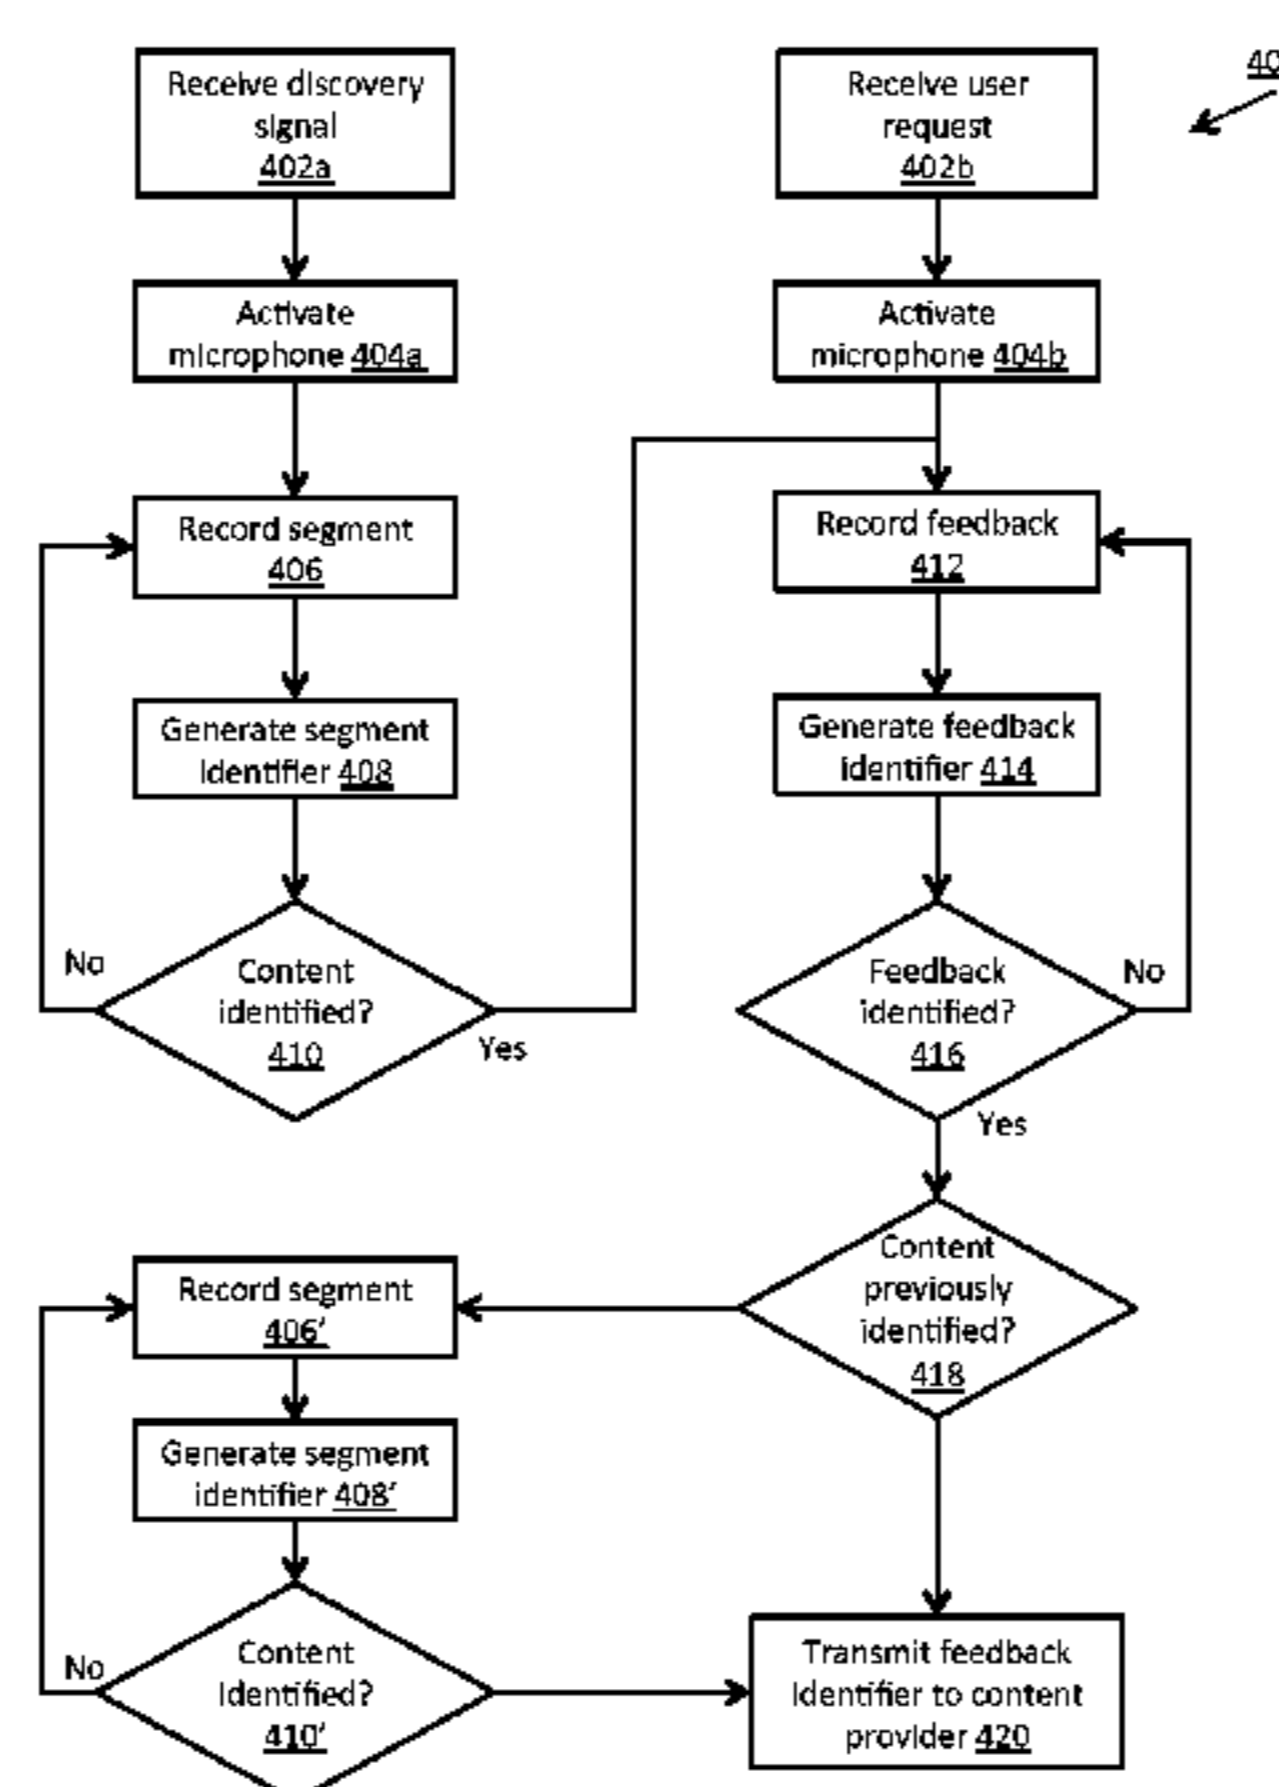 Receive discovery
signal
402a
Receive user
request
402b
40
Activate
microphone 404a
Activate
microphone 404b
Record segment
406
Record feedback
412
Generate segment
identifier 408
Generate feedback
identifier 414
No
Content
identified?
410
Yes
Feedback
identified?
416
No
Yes
Content
previously
identified?
418
Record segment
406'
Generate segment
identifier 408'
No
Content
identified?
410'
Transmit feedback
identifier to content
provider 420